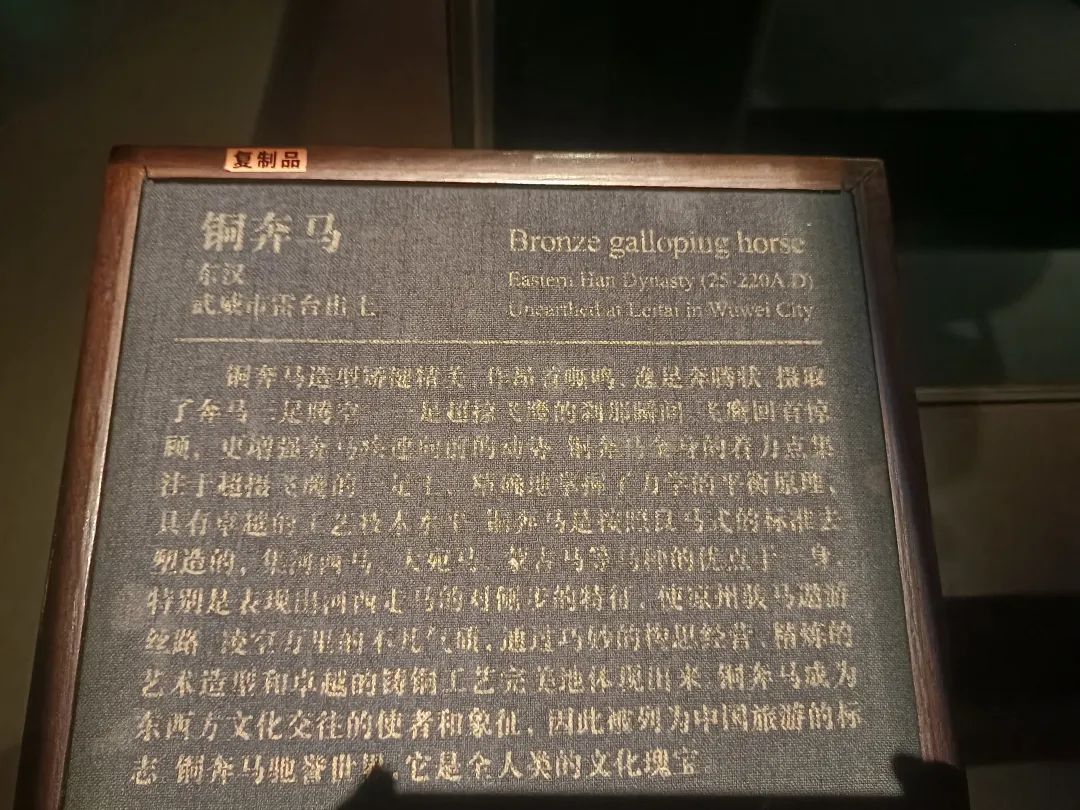 复制品
铜奔马
东汉
武威市雷台出土
Bronze galloping horse
Eastern Han Dynasty (25-220A.D)
Unearthed at Leitai in Wuwei City
铜奔马造型矫健精美,作昂首嘶鸣、逸足奔腾状 摄取
了奔马三足腾空 一足超掠飞鹰的刹那瞬间 飞鹰回首惊
顾,更增强奔马疾速向前的动势 铜奔马全身的着力点集
注于超掠飞鹰的一足上,精确地掌握了力学的平衡原理,
具有卓越的工艺技术水平 铜奔马是按照良马式的标准去
塑造的,集河西马、大宛马、蒙古马等马种的优点于一身,
特别是表现出河西走马的对侧步的特征,使凉州骏马遨游
丝路 凌空万里的不凡气质,通过巧妙的构思经营、精炼的
艺术造型和卓越的铸铜工艺完美地体现出来 铜奔马成为
东西方文化交往的使者和象征,因此被列为中国旅游的标
志 铜奔马驰誉世界,它是全人类的文化瑰宝